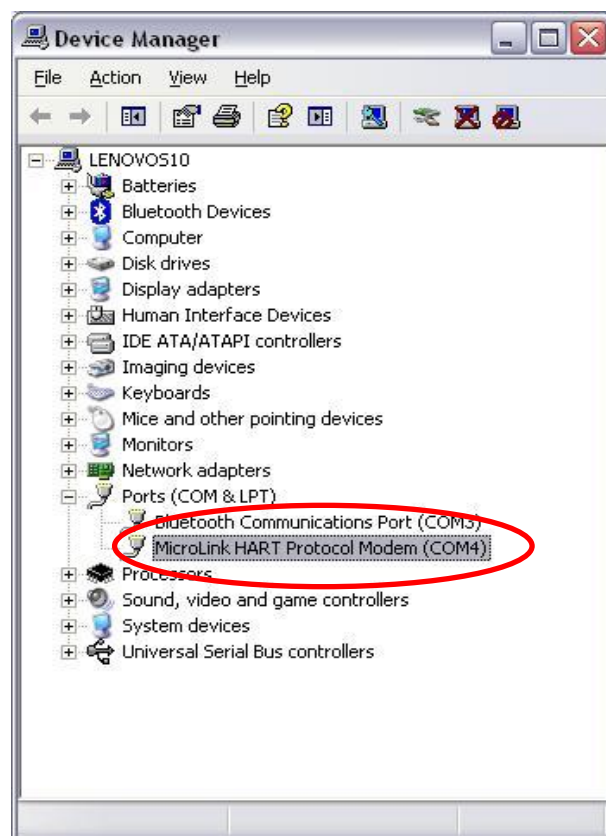 Device Manager
File Action View Help
LENOVOS10
Batteries
Bluetooth Devices
Computer
Disk drives
Display adapters
Human Interface Devices
IDE ATA/ATAPI controllers
Imaging devices
Keyboards
Mice and other pointing devices
Monitors
Network adapters
Ports (COM & LPT)
Bluetooth Communications Port (COM3)
MicroLink HART Protocol Modem (COM4)
Processors
Sound, video and game controllers
System devices
Universal Serial Bus controllers